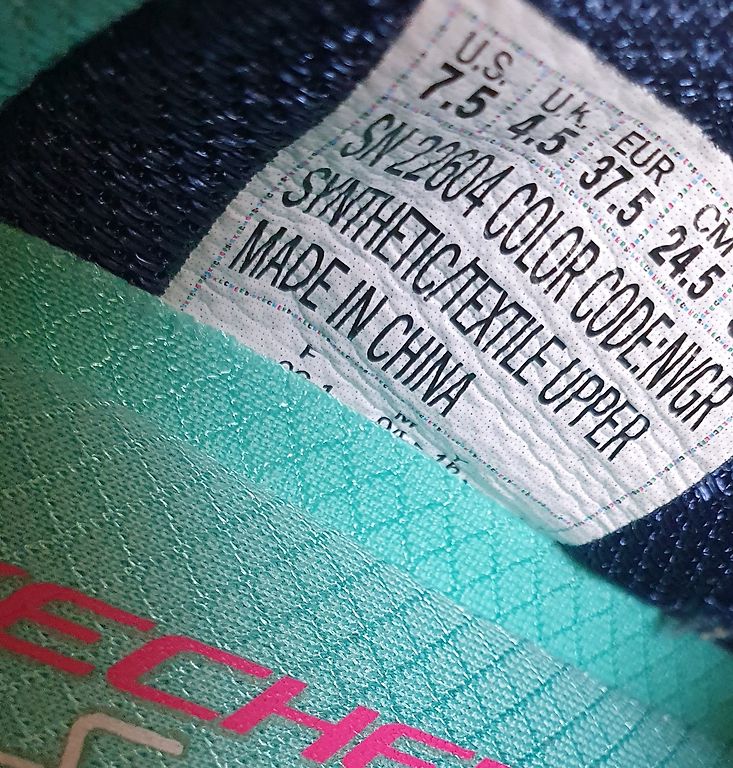 U.S. UK EUR CM
7.5 4.5 37.5 24.5
SN 22604 COLOR CODE:NVGR
SYNTHETIC/TEXTILE UPPER
MADE IN CHINA
ECHE